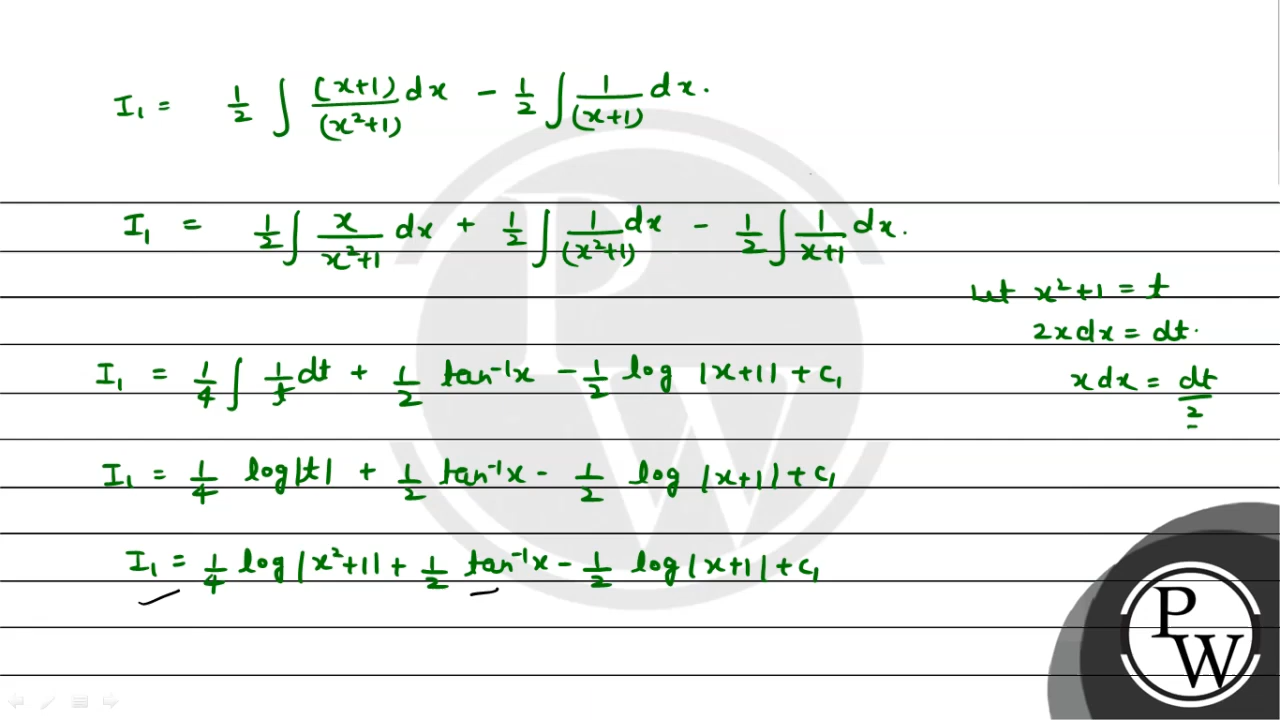 I₁ = 1/2 ∫ (x+1)/(x²+1) dx - 1/2 ∫ 1/(x+1) dx.
I₁ = 1/2 ∫ x/(x²+1) dx + 1/2 ∫ 1/(x²+1) dx - 1/2 ∫ 1/(x+1) dx.
Let x²+1 = t
2xdx = dt.
xdx = dt/2
I₁ = 1/4 ∫ 1/t dt + 1/2 tan⁻¹x - 1/2 log |x+1| + c₁
I₁ = 1/4 log|t| + 1/2 tan⁻¹x - 1/2 log |x+1| + c₁
I₁ = 1/4 log|x²+1| + 1/2 tan⁻¹x - 1/2 log|x+1| + c₁
PW